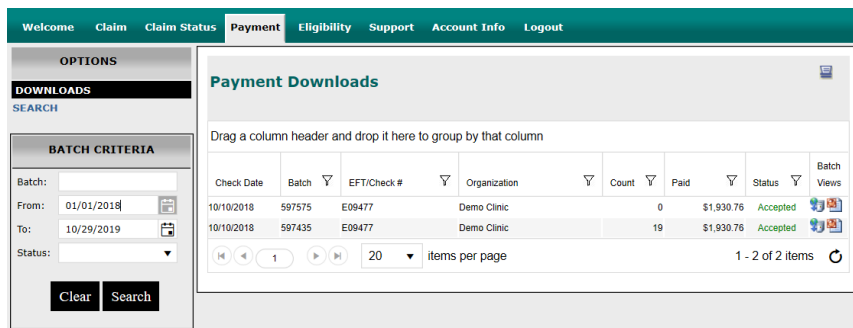 Welcome Claim Claim Status Payment Eligibility Support Account Info Logout
OPTIONS
DOWNLOADS
SEARCH
BATCH CRITERIA
Batch:
From: 01/01/2018
To: 10/29/2019
Status:
Clear Search
Payment Downloads
Drag a column header and drop it here to group by that column
Check Date Batch EFT/Check # Organization Count Paid Status Batch Views
10/10/2018 597575 E09477 Demo Clinic 0 $1,930.76 Accepted
10/10/2018 597435 E09477 Demo Clinic 19 $1,930.76 Accepted
1 20 items per page 1 - 2 of 2 items